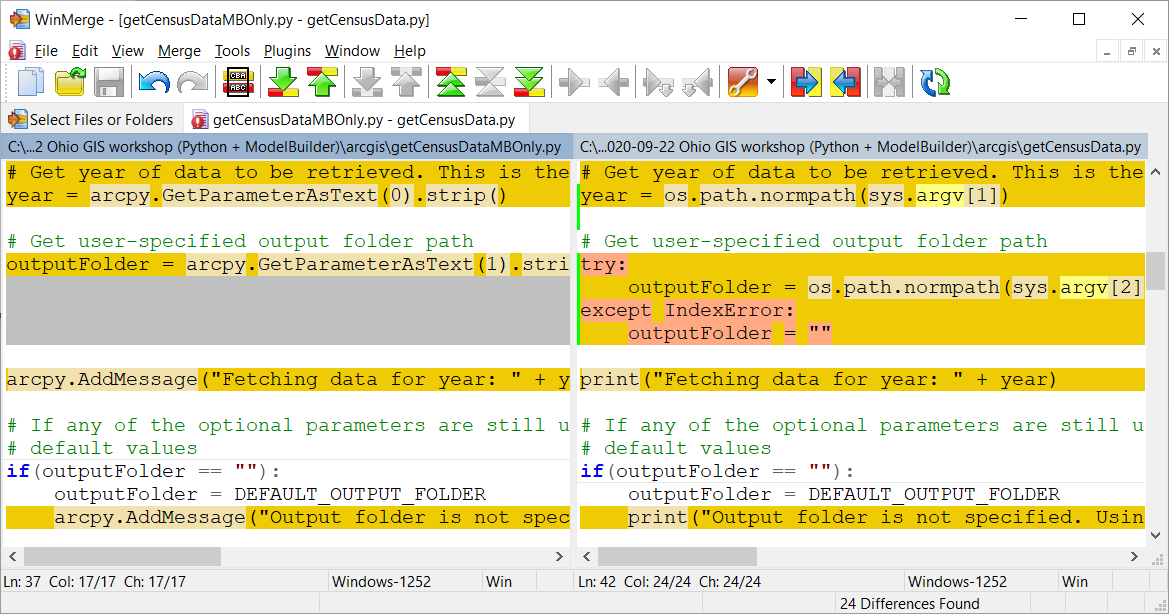 WinMerge - [getCensusDataMBOnly.py - getCensusData.py]
File Edit View Merge Tools Plugins Window Help
CBA
ABC
Select Files or Folders
getCensusDataMBOnly.py - getCensusData.py
C:\...2 Ohio GIS workshop (Python + ModelBuilder)\arcgis\getCensusDataMBOnly.py
# Get year of data to be retrieved. This is the
year = arcpy.GetParameterAsText(0).strip()
# Get user-specified output folder path
outputFolder = arcpy.GetParameterAsText(1).stri
arcpy.AddMessage("Fetching data for year: " + y
# If any of the optional parameters are still u
# default values
if(outputFolder == ""):
    outputFolder = DEFAULT_OUTPUT_FOLDER
    arcpy.AddMessage("Output folder is not spec
Ln: 37 Col: 17/17 Ch: 17/17
Windows-1252
Win
C:\...020-09-22 Ohio GIS workshop (Python + ModelBuilder)\arcgis\getCensusData.py
# Get year of data to be retrieved. This is the
year = os.path.normpath(sys.argv[1])
# Get user-specified output folder path
try:
    outputFolder = os.path.normpath(sys.argv[2]
except IndexError:
    outputFolder = ""
print("Fetching data for year: " + year)
# If any of the optional parameters are still u
# default values
if(outputFolder == ""):
    outputFolder = DEFAULT_OUTPUT_FOLDER
    print("Output folder is not specified. Usin
Ln: 42 Col: 24/24 Ch: 24/24
Windows-1252
Win
24 Differences Found